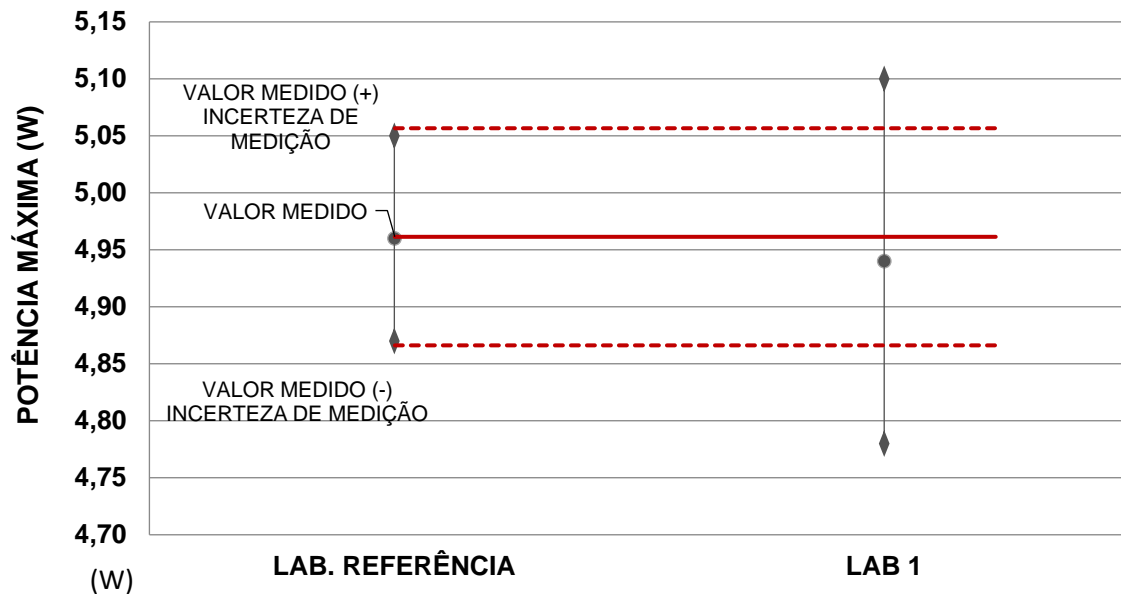 POTÊNCIA MÁXIMA (W)
5,15
5,10
5,05
5,00
4,95
4,90
4,85
4,80
4,75
4,70
VALOR MEDIDO (+)
INCERTEZA DE
MEDIÇÃO
VALOR MEDIDO
VALOR MEDIDO (-)
INCERTEZA DE MEDIÇÃO
(W)
LAB. REFERÊNCIA
LAB 1